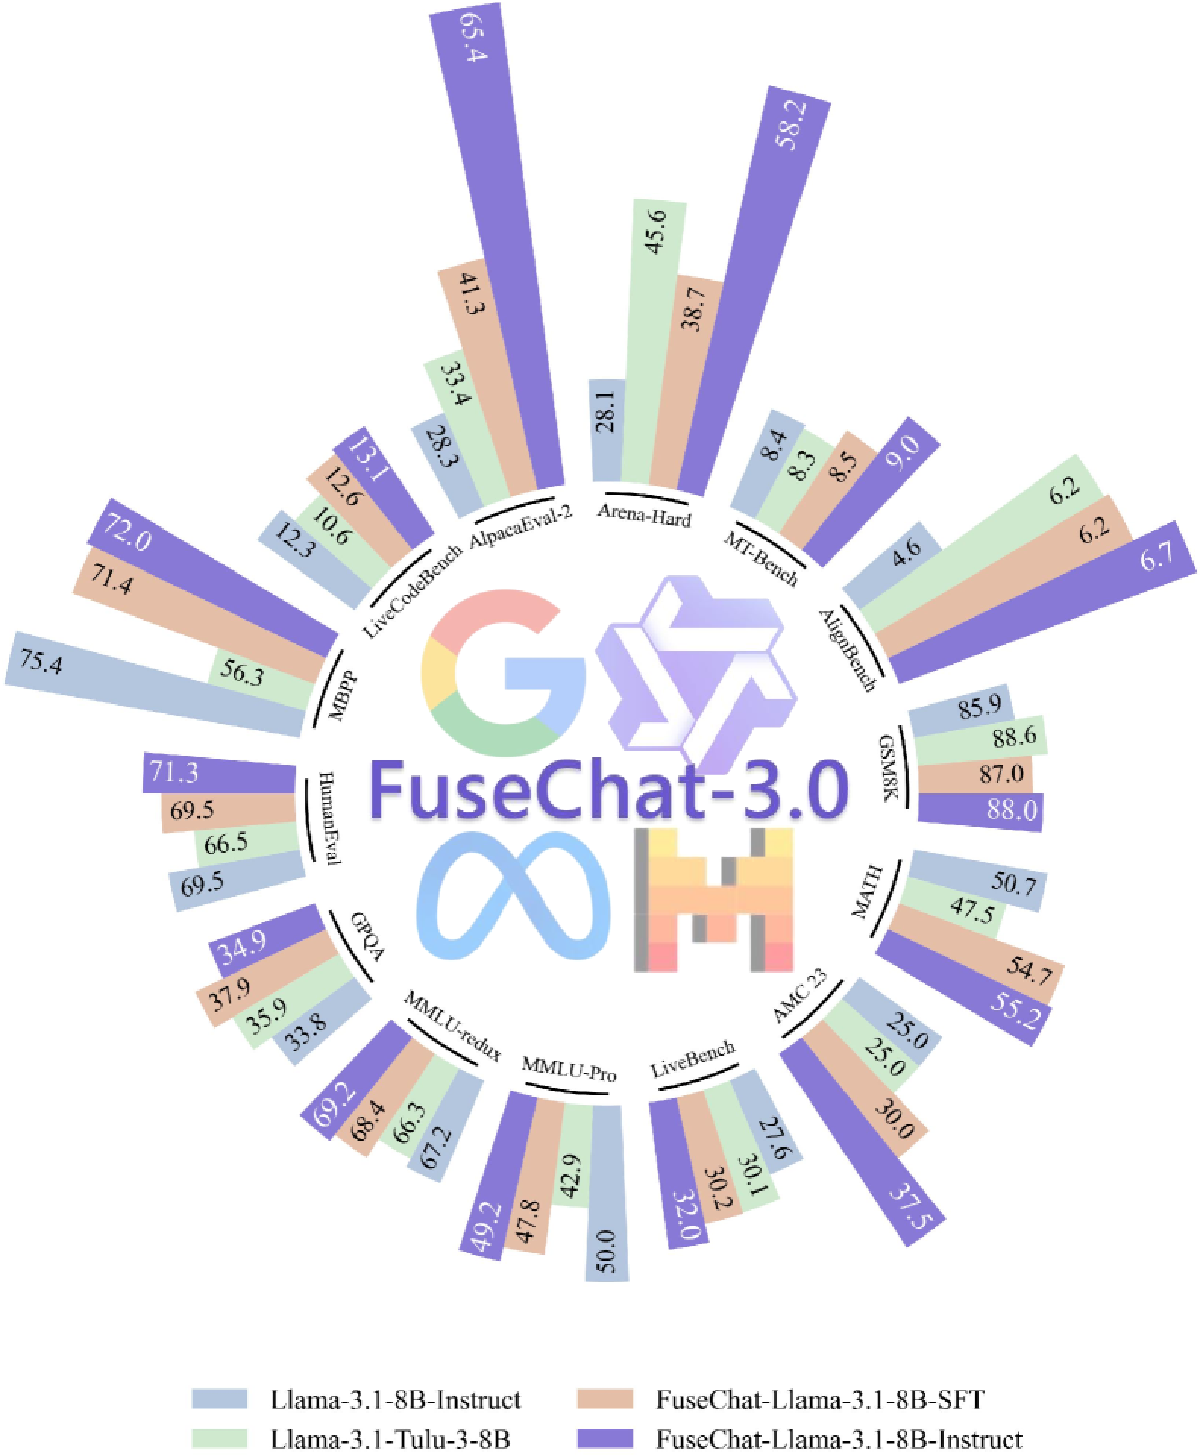 65.4
41.3
33.4
28.3
AlpacaEval-2
28.1
45.6
38.7
58.2
Arena-Hard
8.4
8.3
8.5
9.0
MT-Bench
4.6
6.2
6.2
6.7
AlignBench
85.9
88.6
87.0
88.0
GSM8K
50.7
47.5
54.7
55.2
MATH
25.0
25.0
30.0
37.5
AMC 23
27.6
30.1
30.2
32.0
LiveBench
50.0
42.9
47.8
49.2
MMLU-Pro
67.2
66.3
68.4
69.2
MMLU-redux
33.8
35.9
37.9
34.9
GPQA
69.5
66.5
69.5
71.3
HumanEval
75.4
56.3
71.4
72.0
MBPP
12.3
10.6
12.6
13.1
LiveCodeBench
FuseChat-3.0
Llama-3.1-8B-Instruct
FuseChat-Llama-3.1-8B-SFT
Llama-3.1-Tulu-3-8B
FuseChat-Llama-3.1-8B-Instruct